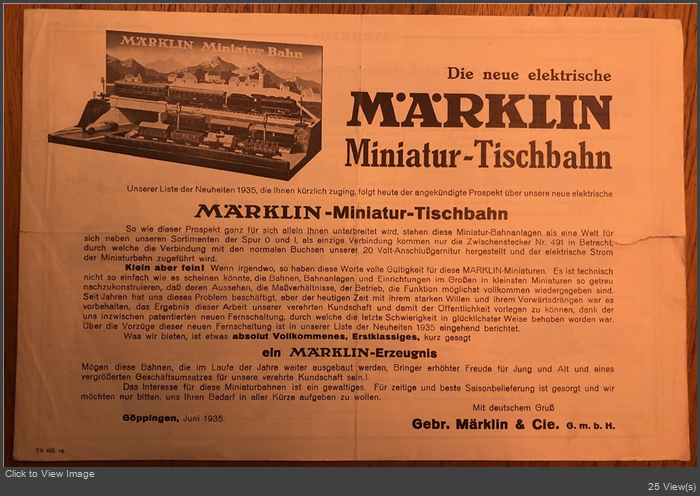 MÄRKLIN Miniatur Bahn
Die neue elektrische
MÄRKLIN
Miniatur-Tischbahn
Unserer Liste der Neuheiten 1935, die Ihnen kürzlich zuging, folgt heute der angekündigte Prospekt über unsere neue elektrische
MÄRKLIN-Miniatur-Tischbahn
So wie dieser Prospekt ganz für sich allein Ihnen unterbreitet wird, stehen diese Miniatur-Bahnanlagen als eine Welt für
sich neben unseren Sortimenten der Spur 0 und I, als einzige Verbindung kommen nur die Zwischenstecker Nr. 491 in Betracht,
durch welche die Verbindung mit den normalen Buchsen unserer 20 Volt-Anschlußgarnitur hergestellt und der elektrische Strom
der Miniaturbahn zugeführt wird.
Klein aber fein! Wenn irgendwo, so haben diese Worte volle Gültigkeit für diese MÄRKLIN-Miniaturen. Es ist technisch
nicht so einfach wie es scheinen könnte, die Bahnen, Bahnanlagen und Einrichtungen im Großen in kleinsten Miniaturen so getreu
nachzukonstruieren, daß deren Aussehen, die Maßverhältnisse, der Betrieb, die Funktion möglichst vollkommen wiedergegeben sind.
Seit Jahren hat uns dieses Problem beschäftigt, aber der heutigen Zeit mit ihrem starken Willen und ihrem Vorwärtsdrängen war es
vorbehalten, das Ergebnis dieser Arbeit unserer verehrten Kundschaft und damit der Öffentlichkeit vorlegen zu können, dank der
uns inzwischen patentierten neuen Fernschaltung, durch welche die letzte Schwierigkeit in glücklichster Weise behoben worden war.
Über die Vorzüge dieser neuen Fernschaltung ist in unserer Liste der Neuheiten 1935 eingehend berichtet.
Was wir bieten, ist etwas absolut Vollkommenes, Erstklassiges, kurz gesagt
ein MÄRKLIN-Erzeugnis
Mögen diese Bahnen, die im Laufe der Jahre weiter ausgebaut werden, Bringer erhöhter Freude für Jung und Alt und eines
vergrößerten Geschäftsumsatzes für unsere verehrte Kundschaft sein!
Das Interesse für diese Miniaturbahnen ist ein gewaltiges. Für zeitige und beste Saisonbelieferung ist gesorgt und wir
möchten nur bitten, uns Ihren Bedarf in aller Kürze aufgeben zu wollen.
Mit deutschem Gruß
Göppingen, Juni 1935.
Gebr. Märklin & Cie. G. m. b. H.
Click to View Image
25 View(s)